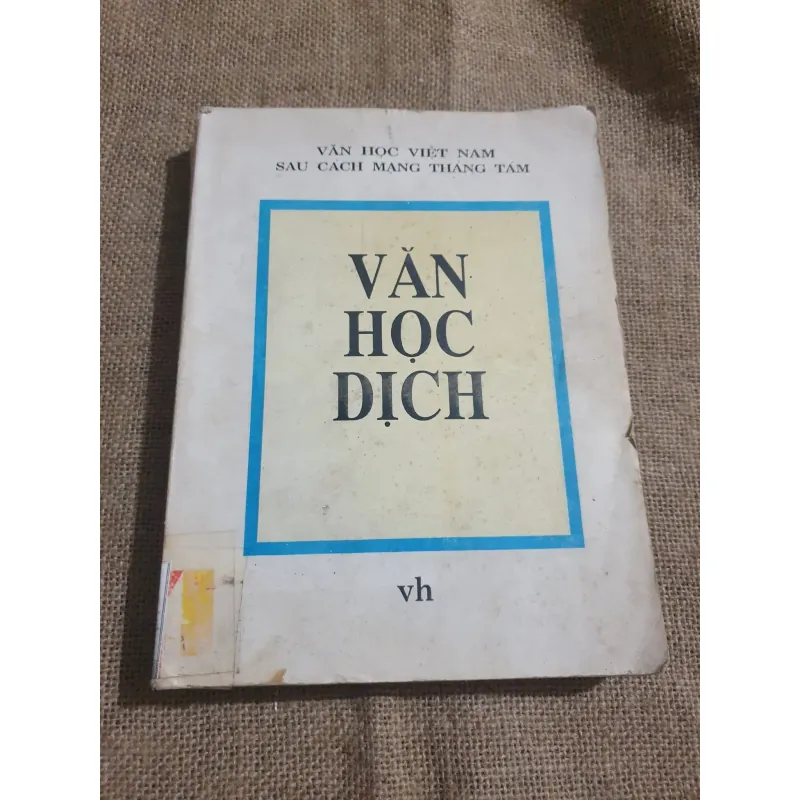 VĂN HỌC VIỆT NAM
SAU CÁCH MẠNG THÁNG TÁM
VĂN
HỌC
DỊCH
vh